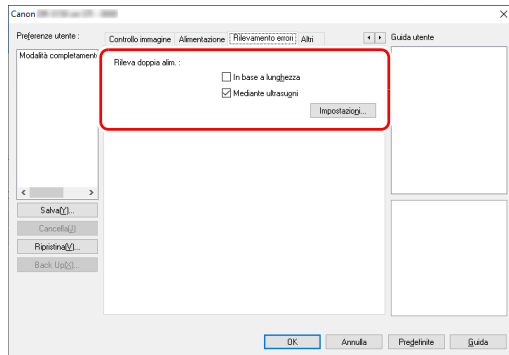 Canon
Preferenze utente :
Modalità completament
Salva(Y)...
Cancella(J)
Ripristina(V)...
Back Up(X)...
Controllo immagine Alimentazione Rilevamento errori Altri
Rileva doppia alim. :
In base a lunghezza
Mediante ultrasuoni
Impostazioni...
Guida utente
OK Annulla Predefinite Guida